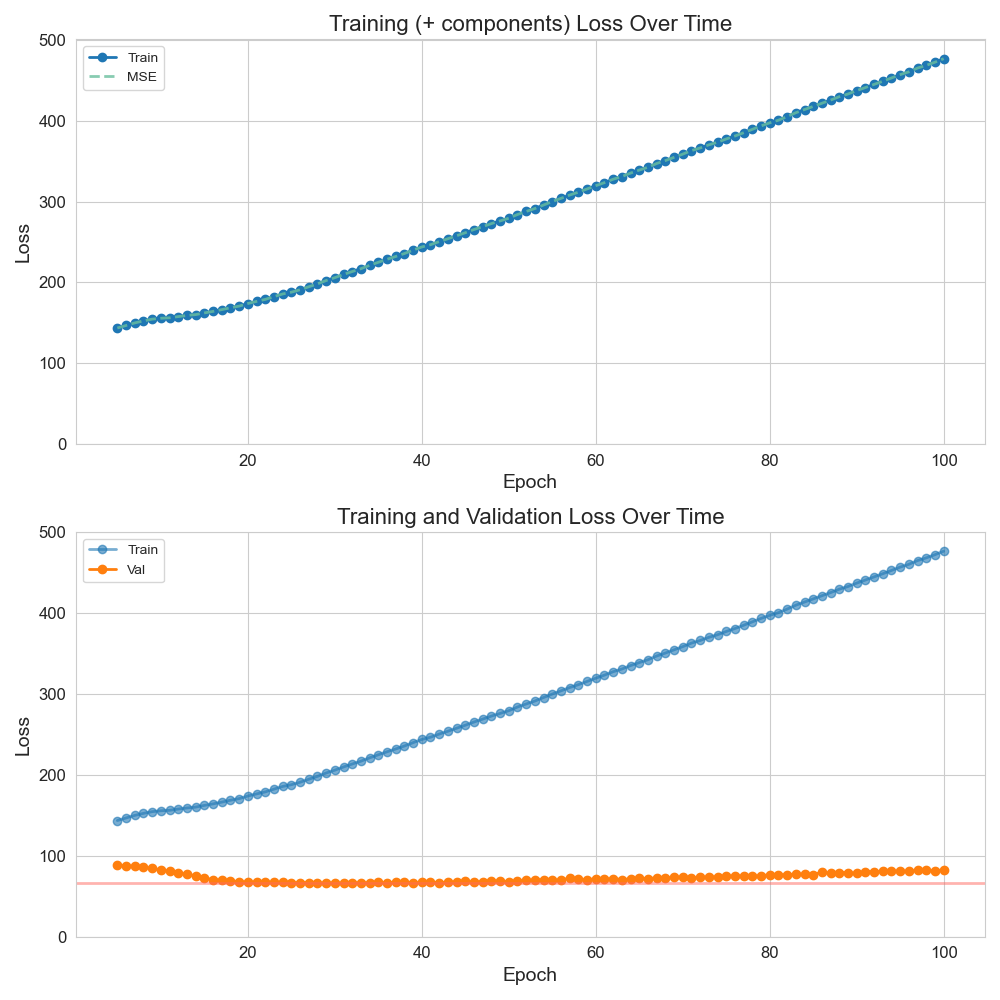 Training (+ components) Loss Over Time
Train
MSE
500
400
300
200
100
0
Loss
20 40 60 80 100
Epoch
Training and Validation Loss Over Time
Train
Val
500
400
300
200
100
0
Loss
20 40 60 80 100
Epoch